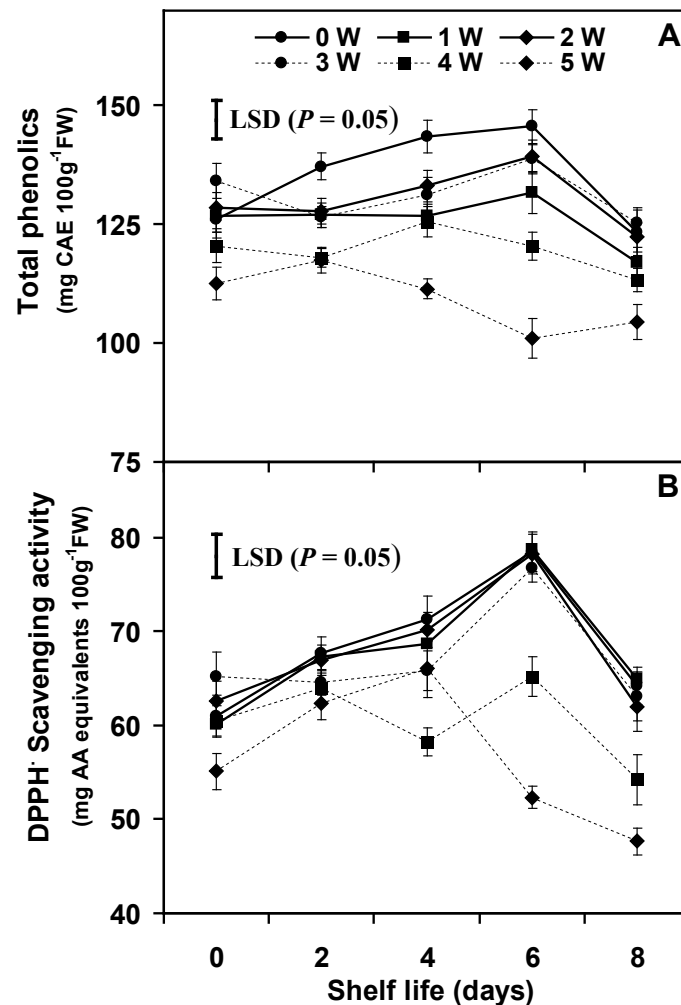 0 W 1 W 2 W
3 W 4 W 5 W
A
Total phenolics
(mg CAE 100g⁻¹FW)
150
125
100
75
LSD (P = 0.05)
B
DPPH· Scavenging activity
(mg AA equivalents 100g⁻¹FW)
80
70
60
50
40
LSD (P = 0.05)
0 2 4 6 8
Shelf life (days)